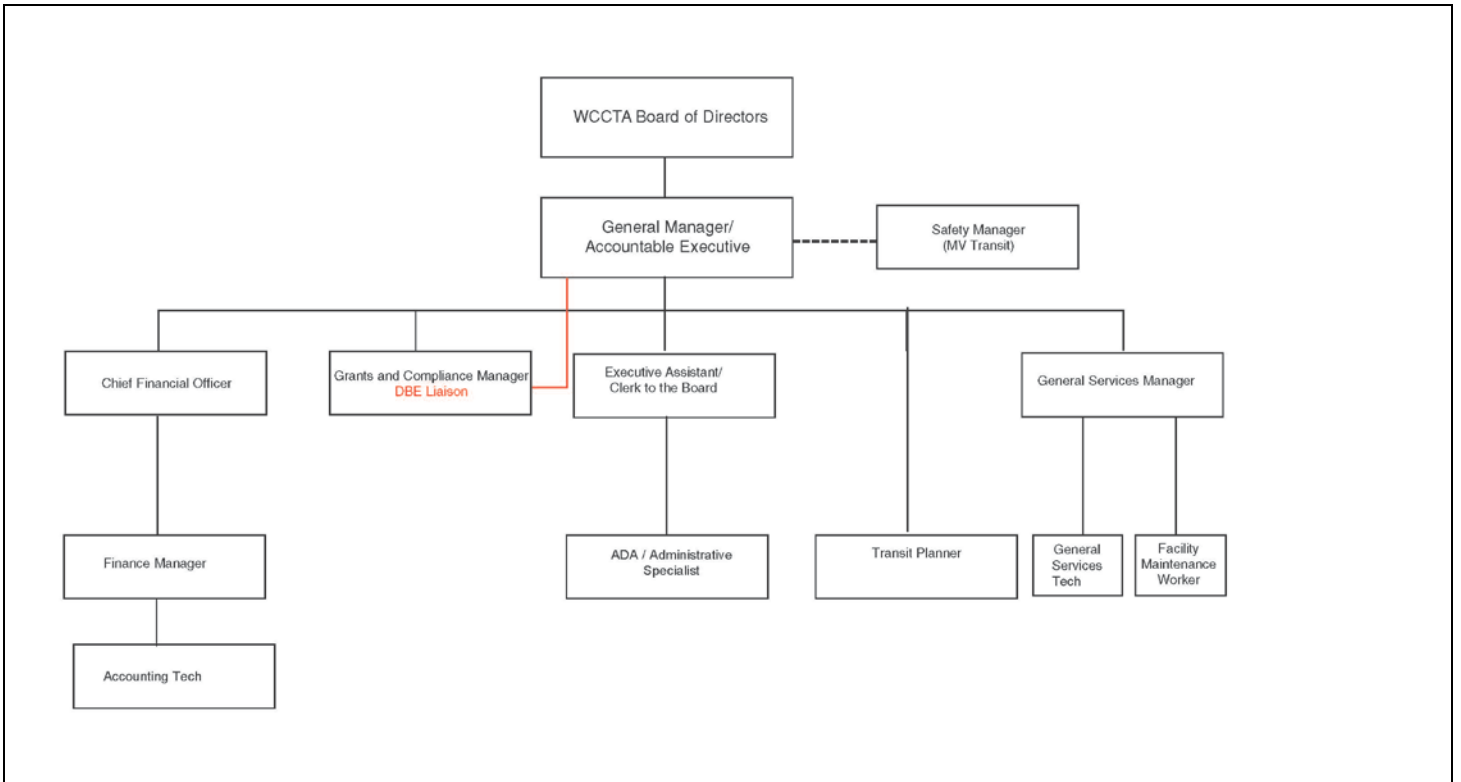 WCCTA Board of Directors
General Manager/
Accountable Executive
Safety Manager
(MV Transit)
Chief Financial Officer
Grants and Compliance Manager
DBE Liaison
Executive Assistant/
Clerk to the Board
General Services Manager
Finance Manager
ADA / Administrative
Specialist
Transit Planner
General
Services
Tech
Facility
Maintenance
Worker
Accounting Tech